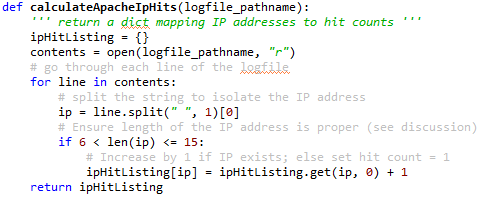 def calculateApacheIpHits(logfile_pathname):
    ''' return a dict mapping IP addresses to hit counts '''
    ipHitListing = {}
    contents = open(logfile_pathname, "r")
    # go through each line of the logfile
    for line in contents:
        # split the string to isolate the IP address
        ip = line.split(" ", 1)[0]
        # Ensure length of the IP address is proper (see discussion)
        if 6 < len(ip) <= 15:
            # Increase by 1 if IP exists; else set hit count = 1
            ipHitListing[ip] = ipHitListing.get(ip, 0) + 1
    return ipHitListing